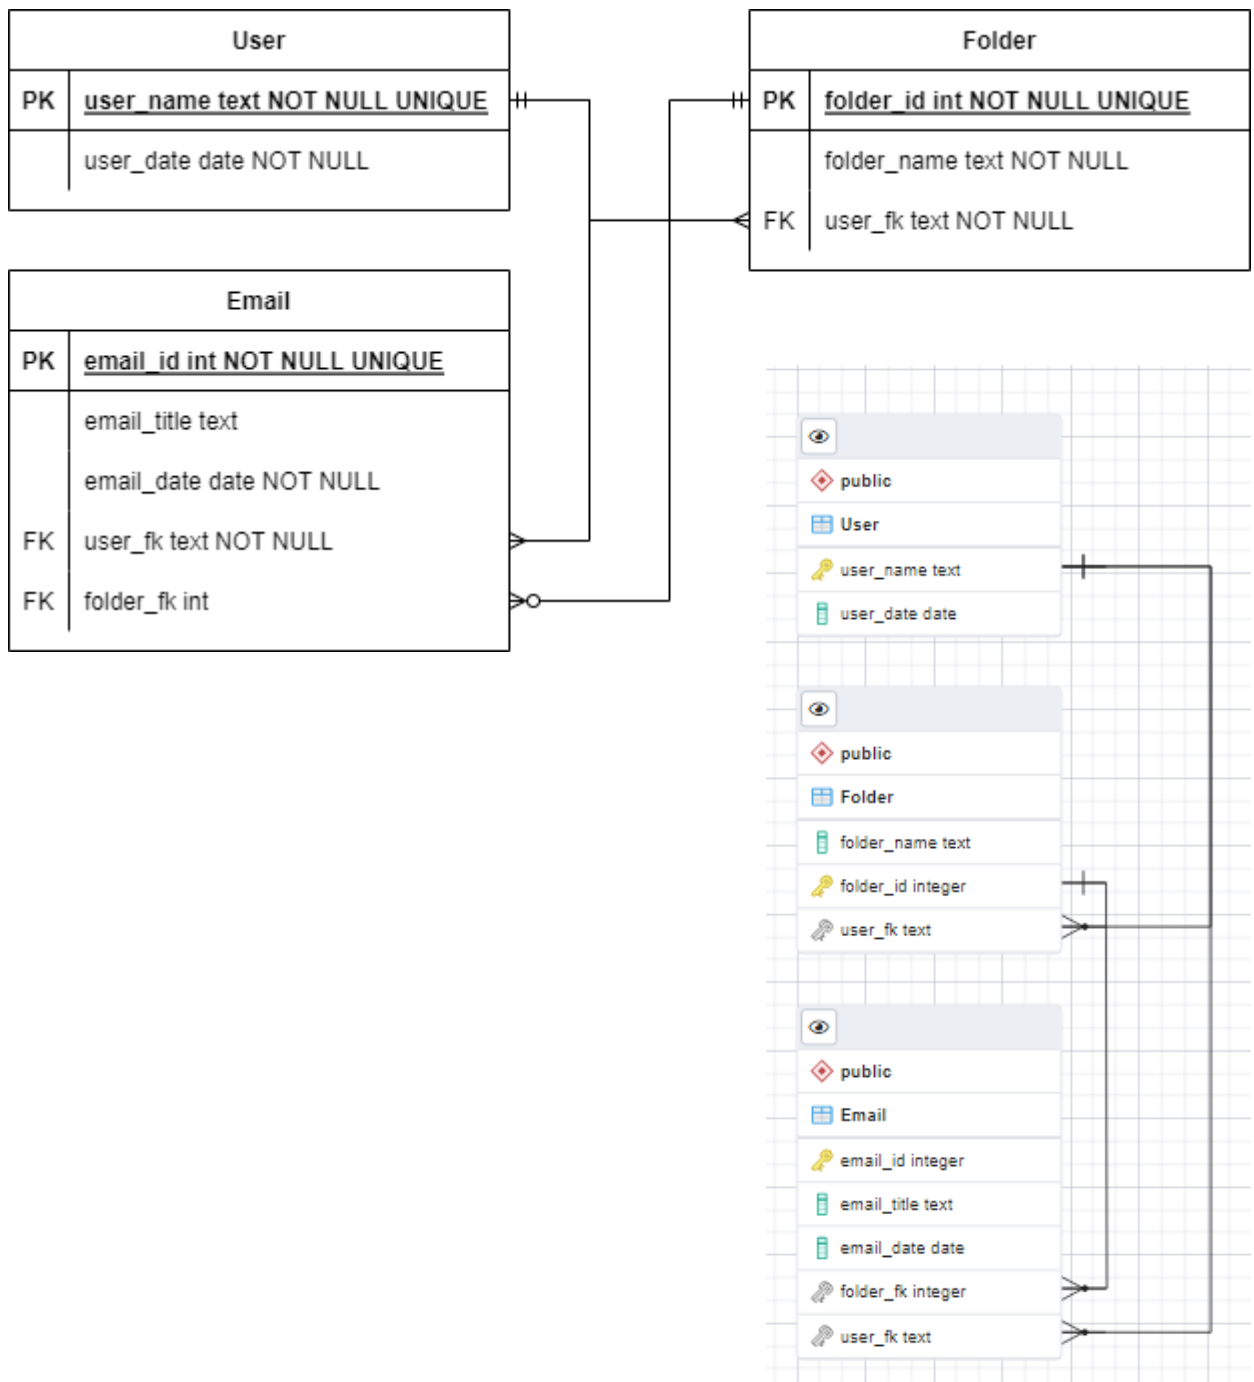 User
PK user_name text NOT NULL UNIQUE
user_date date NOT NULL
Folder
PK folder_id int NOT NULL UNIQUE
folder_name text NOT NULL
FK user_fk text NOT NULL
Email
PK email_id int NOT NULL UNIQUE
email_title text
email_date date NOT NULL
FK user_fk text NOT NULL
FK folder_fk int
public
User
user_name text
user_date date
public
Folder
folder_name text
folder_id integer
user_fk text
public
Email
email_id integer
email_title text
email_date date
folder_fk integer
user_fk text